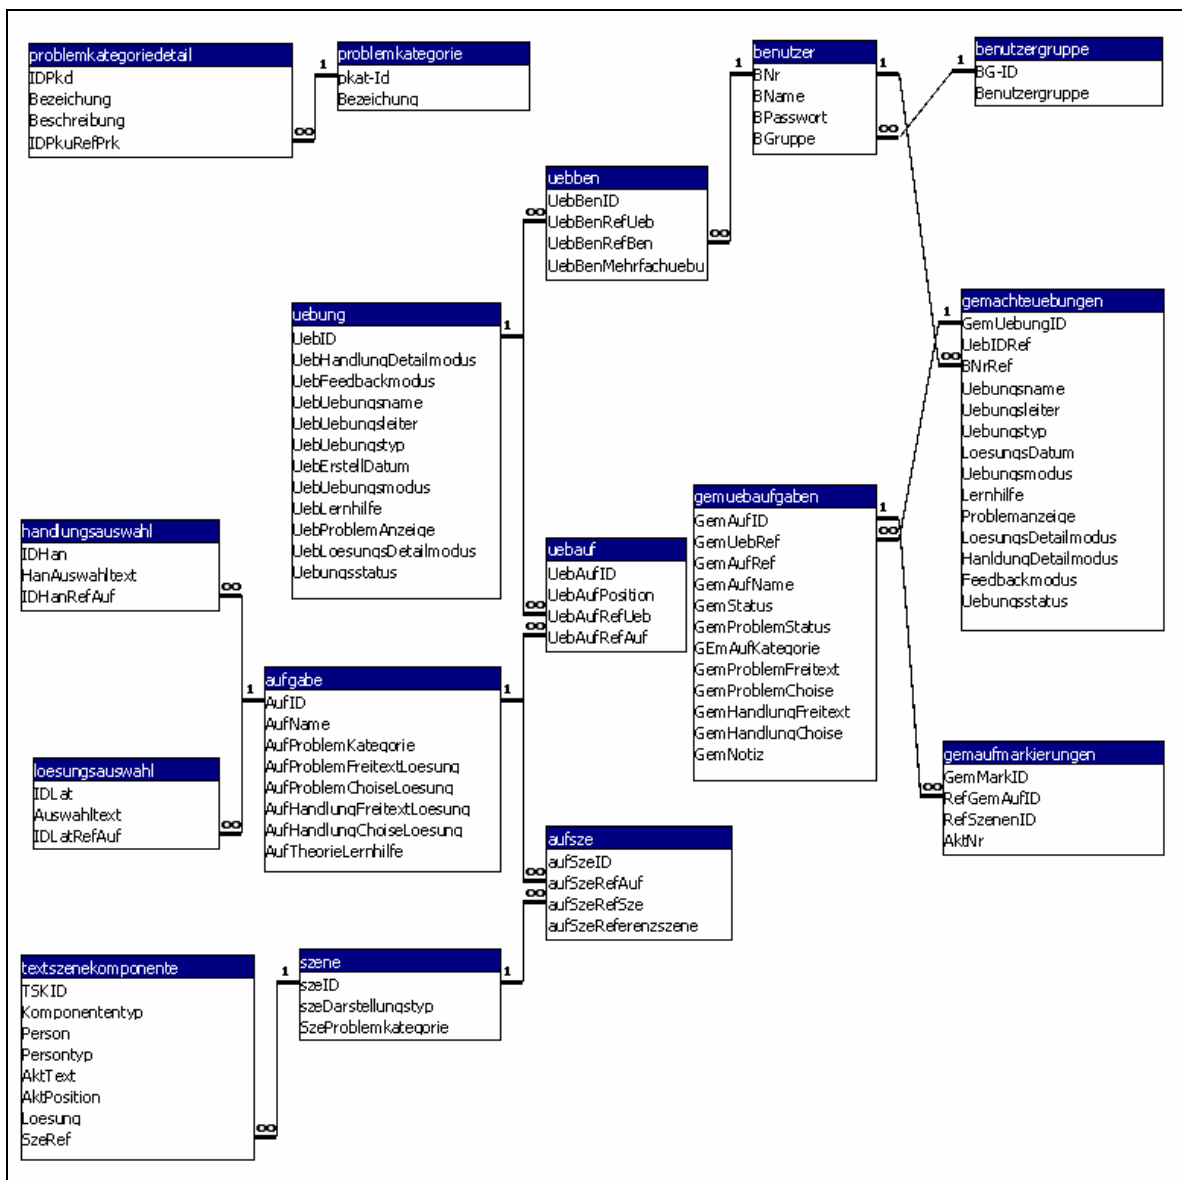 problemkategoriedetail
IDPkd
Bezeichung
Beschreibung
IDPkuRefPrk
∞
1
problemkategorie
pkat-Id
Bezeichung
benutzer
BNr
BName
BPasswort
BGruppe
1
1
∞
benutzergruppe
BG-ID
Benutzergruppe
1
uebben
UebBenID
UebBenRefUeb
UebBenRefBen
UebBenMehrfachuebu
∞
∞
uebung
UebID
UebHandlungDetailmodus
UebFeedbackmodus
UebUebungsname
UebUebungsleiter
UebUebungstyp
UebErstellDatum
UebUebungsmodus
UebLernhilfe
UebProblemAnzeige
UebLoesungsDetailmodus
Uebungsstatus
1
gemachteuebungen
GemUebungID
UebIDRef
BNrRef
Uebungsname
Uebungsleiter
Uebungstyp
LoesungsDatum
Uebungsmodus
Lernhilfe
Problemanzeige
LoesungsDetailmodus
HanldungDetailmodus
Feedbackmodus
Uebungsstatus
1
∞
handlungsauswahl
IDHan
HanAuswahltext
IDHanRefAuf
∞
uebauf
UebAufID
UebAufPosition
UebAufRefUeb
UebAufRefAuf
∞
∞
gemuebaufgaben
GemAufID
GemUebRef
GemAufRef
GemAufName
GemStatus
GemProblemStatus
GEmAufKategorie
GemProblemFreitext
GemProblemChoise
GemHandlungFreitext
GemHandlungChoise
GemNotiz
1
∞
aufgabe
AufID
AufName
AufProblemKategorie
AufProblemFreitextLoesung
AufProblemChoiseLoesung
AufHandlungFreitextLoesung
AufHandlungChoiseLoesung
AufTheorieLernhilfe
1
1
loesungsauswahl
IDLat
Auswahltext
IDLatRefAuf
∞
gemaufmarkierungen
GemMarkID
RefGemAufID
RefSzenenID
AktNr
∞
aufsze
aufSzeID
aufSzeRefAuf
aufSzeRefSze
aufSzeReferenzszene
∞
∞
textszenekomponente
TSKID
Komponententyp
Person
Persontyp
AktText
AktPosition
Loesung
SzeRef
∞
szene
szeID
szeDarstellungstyp
SzeProblemkategorie
1
1